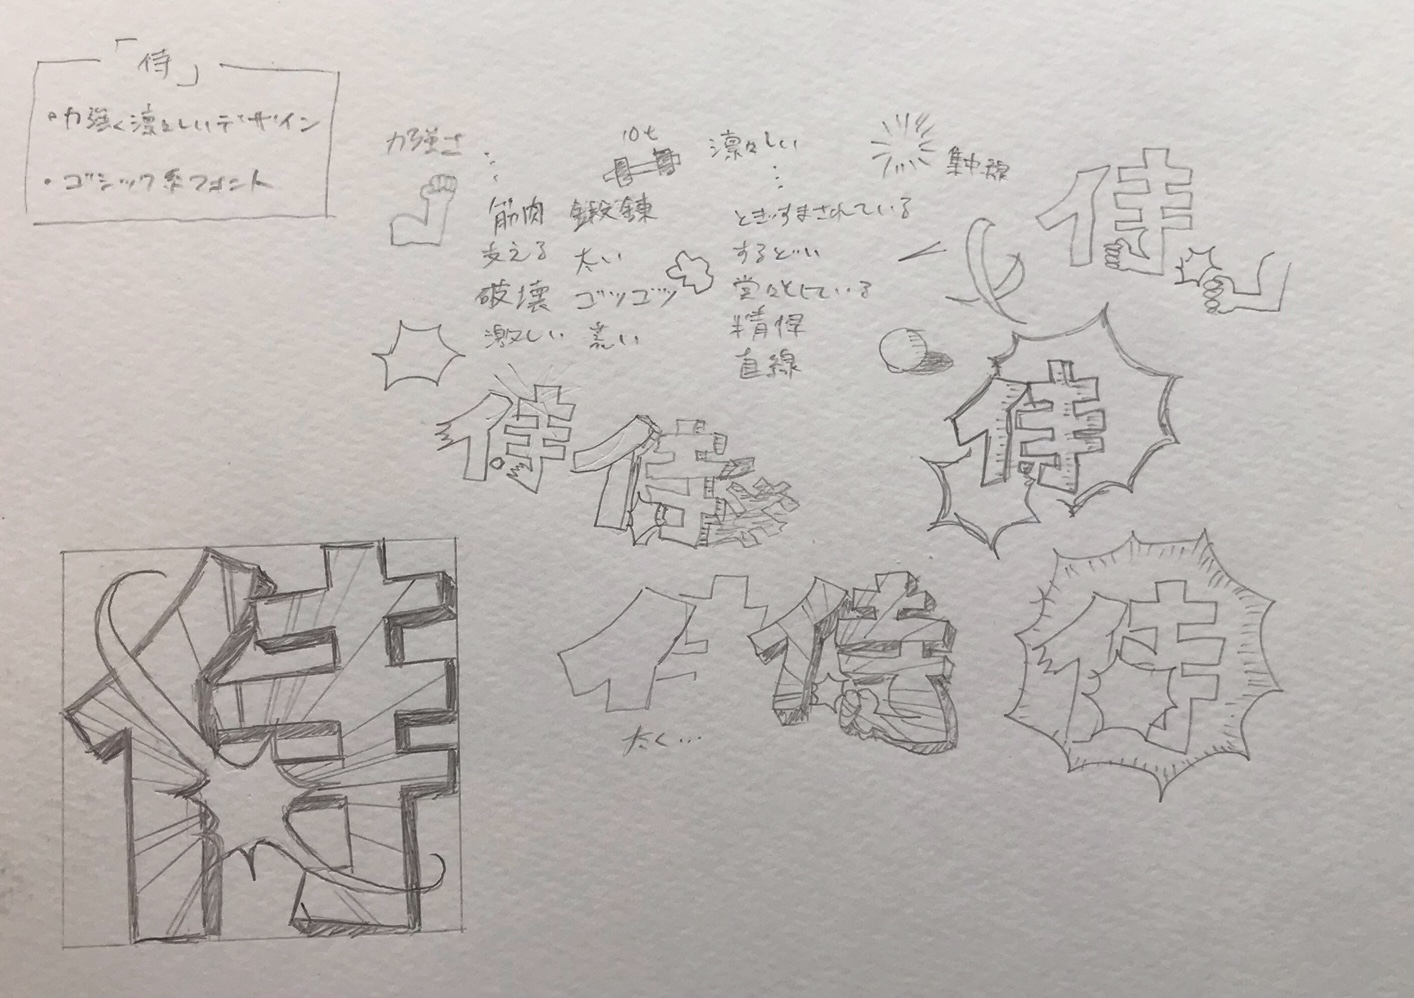 「侍」
・力強く凛々しいデザイン
・ゴシック系フォント
力強さ
筋肉 鍛錬
支える 太い
破壊 ゴツゴツ
激しい 荒い
10t
凛々しい
とぎすまされている
するどい
堂々としている
精悍
直線
集中線
侍
侍
侍
侍
侍
侍
太く…
侍
侍